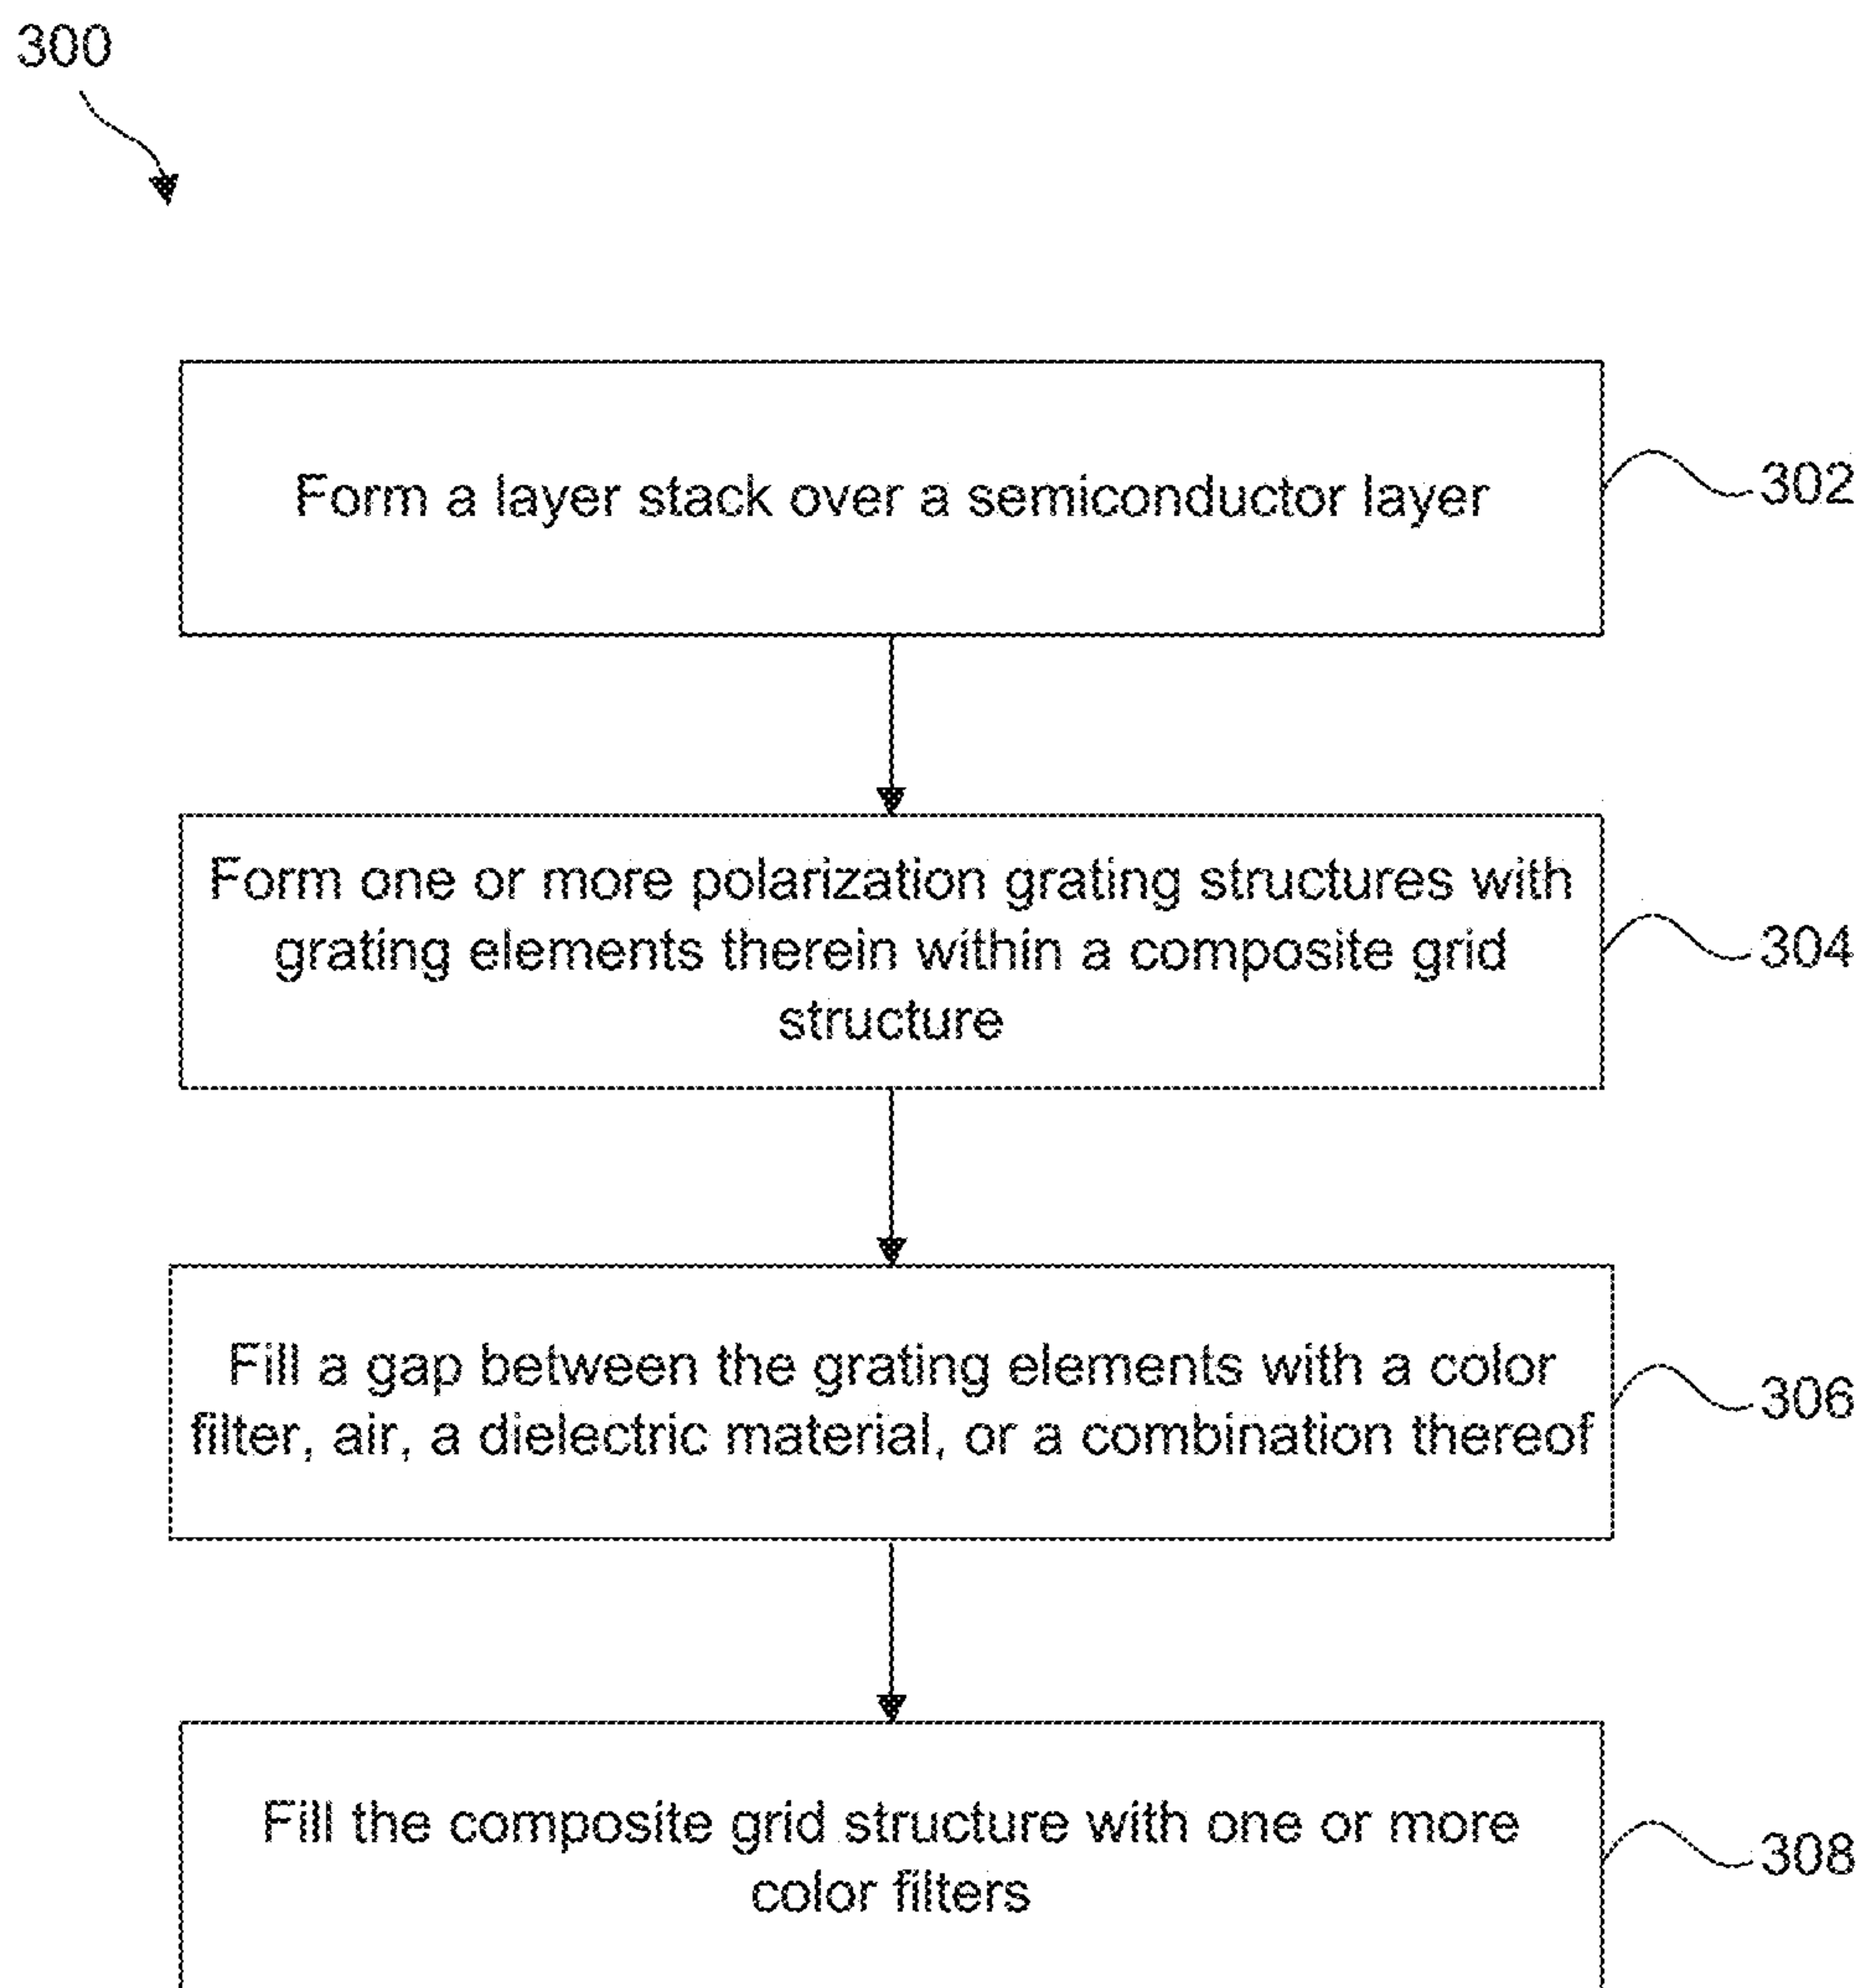 300
Form a layer stack over a semiconductor layer
302
Form one or more polarization grating structures with
grating elements therein within a composite grid
structure
304
Fill a gap between the grating elements with a color
filter, air, a dielectric material, or a combination thereof
306
Fill the composite grid structure with one or more
color filters
308